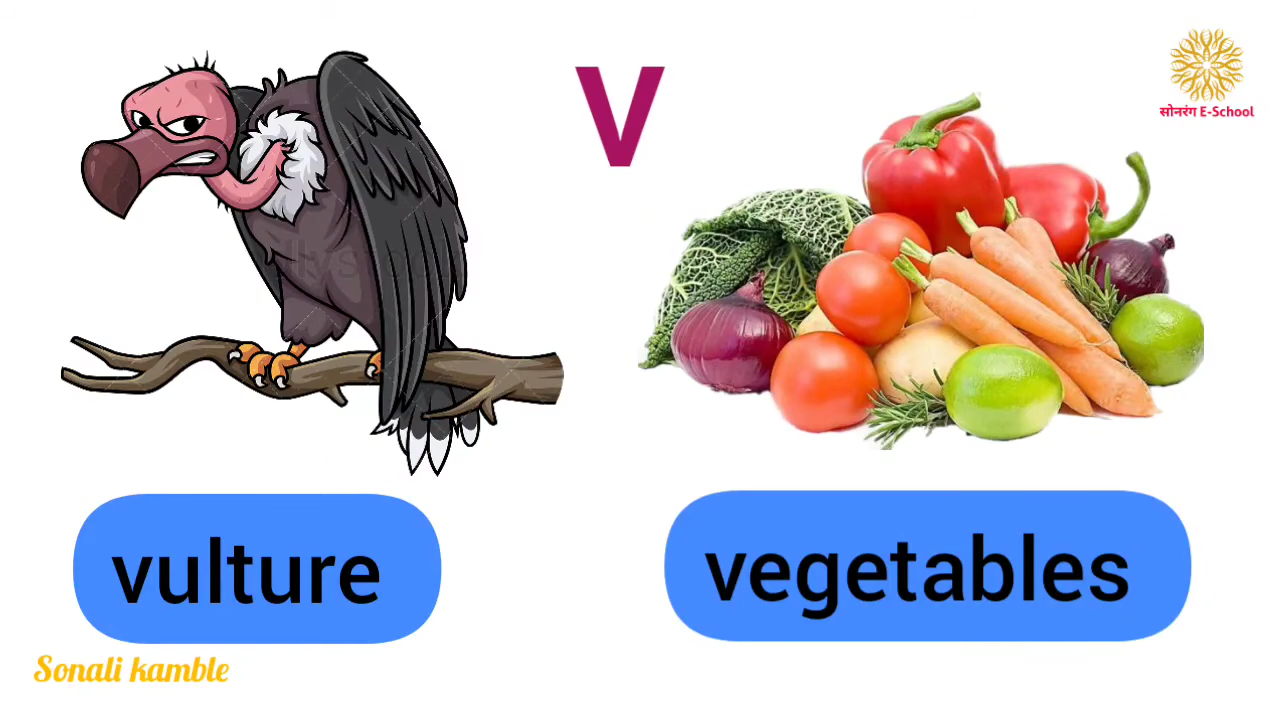 V
सोनरंग E-School
vulture
vegetables
Sonali kamble